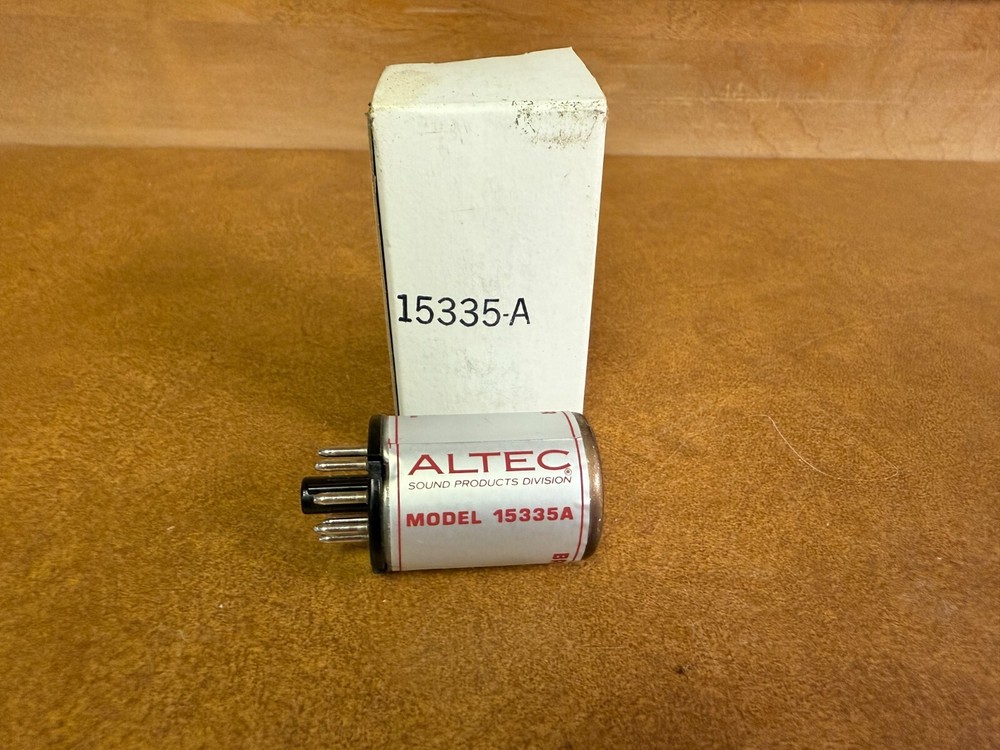 15335-A
ALTEC®
SOUND PRODUCTS DIVISION
MODEL 15335A